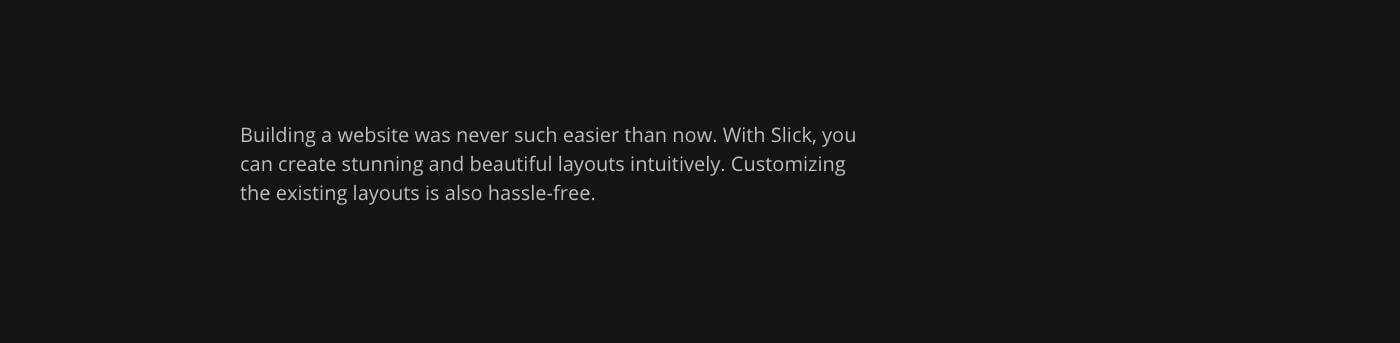 Building a website was never such easier than now. With Slick, you
can create stunning and beautiful layouts intuitively. Customizing
the existing layouts is also hassle-free.